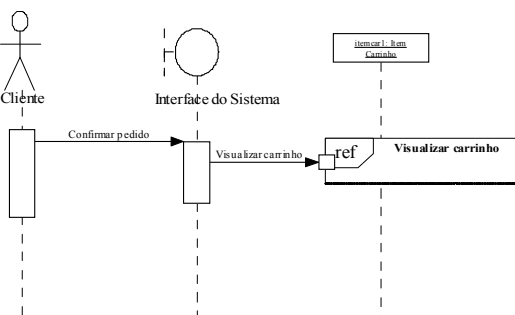 itemcar1: Item
Carrinho
Cliente
Interface do Sistema
Confirmar pedido
Visualizar carrinho
ref
Visualizar carrinho